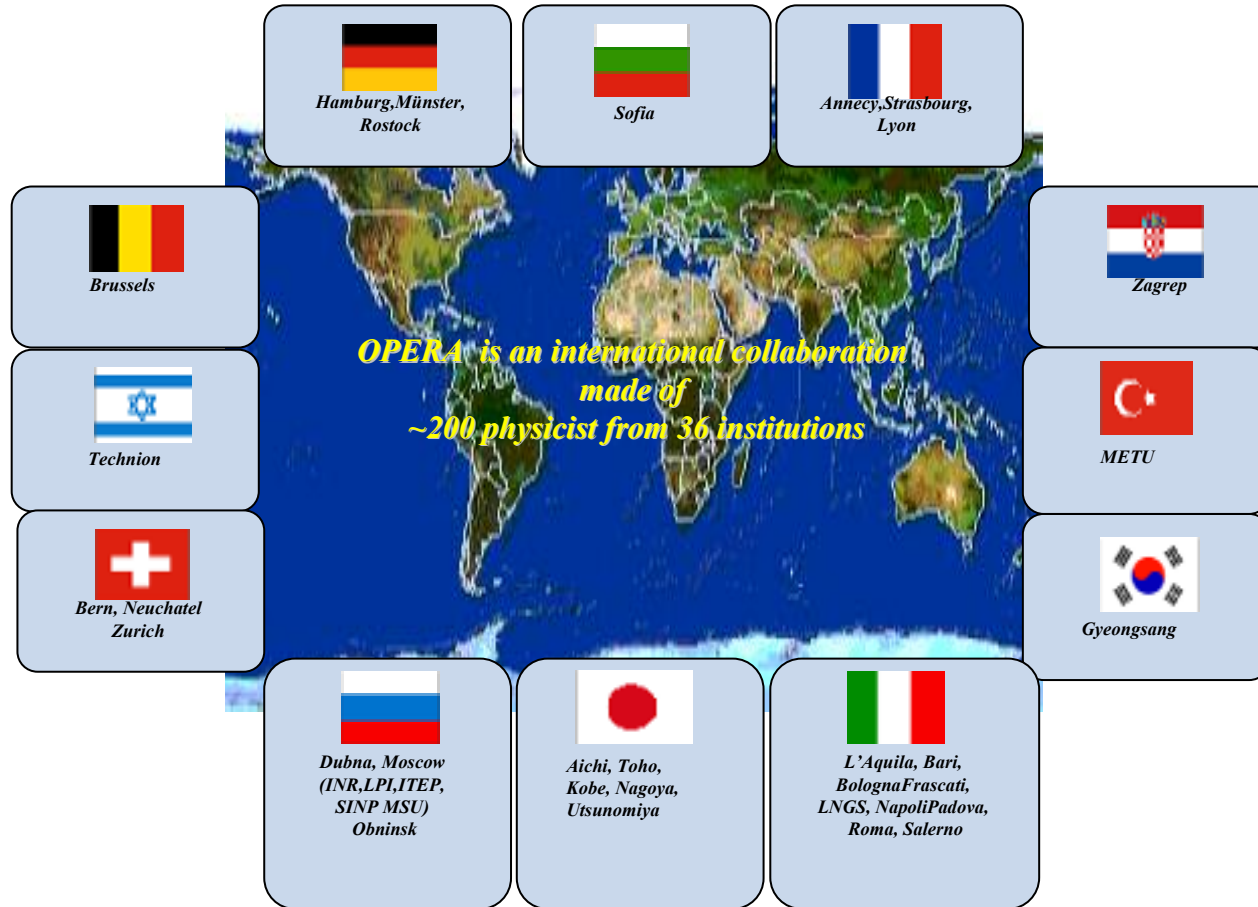 Hamburg,Münster,
Rostock
Sofia
Annecy,Strasbourg,
Lyon
Brussels
Zagrep
OPERA is an international collaboration
made of
~200 physicist from 36 institutions
Technion
METU
Bern, Neuchatel
Zurich
Gyeongsang
Dubna, Moscow
(INR,LPI,ITEP,
SINP MSU)
Obninsk
Aichi, Toho,
Kobe, Nagoya,
Utsunomiya
L’Aquila, Bari,
BolognaFrascati,
LNGS, NapoliPadova,
Roma, Salerno